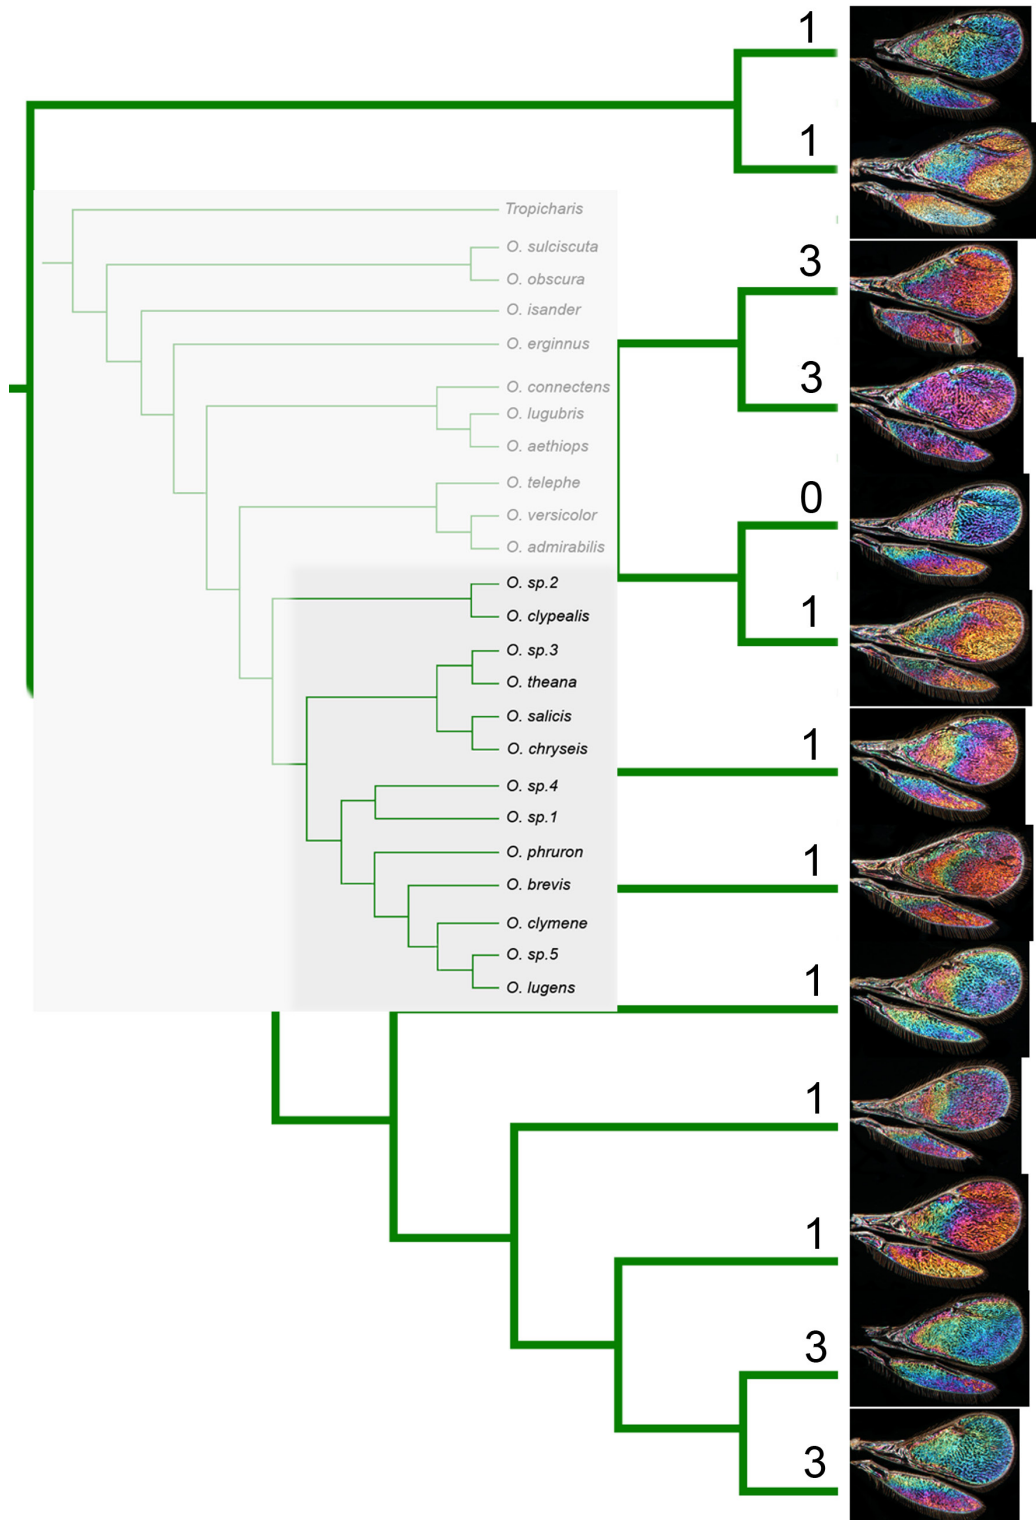 1
1
Tropicharis
O. sulciscuta
3
O. obscura
O. isander
O. erginnus
3
O. connectens
O. lugubris
O. aethiops
O. telephe
0
O. versicolor
O. admirabilis
O. sp.2
1
O. clypealis
O. sp.3
O. theana
O. salicis
1
O. chryseis
O. sp.4
O. sp.1
O. phruron
1
O. brevis
O. clymene
O. sp.5
1
O. lugens
1
1
3
3